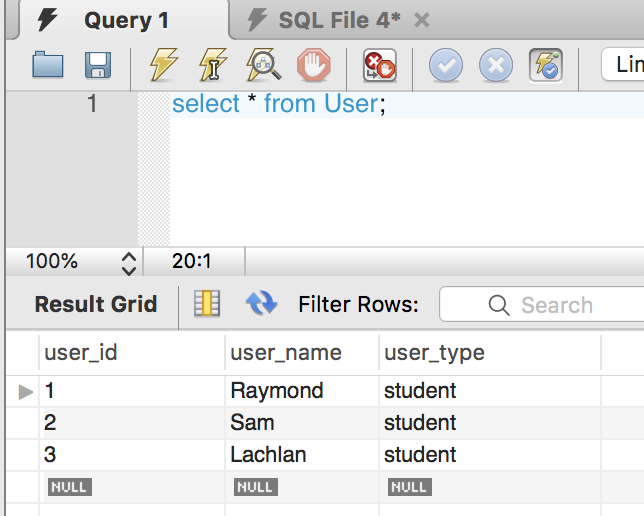 Query 1 SQL File 4*
Lim
1 select * from User;
100% 20:1
Result Grid Filter Rows: Search
user_id user_name user_type
1 Raymond student
2 Sam student
3 Lachlan student
NULL NULL NULL